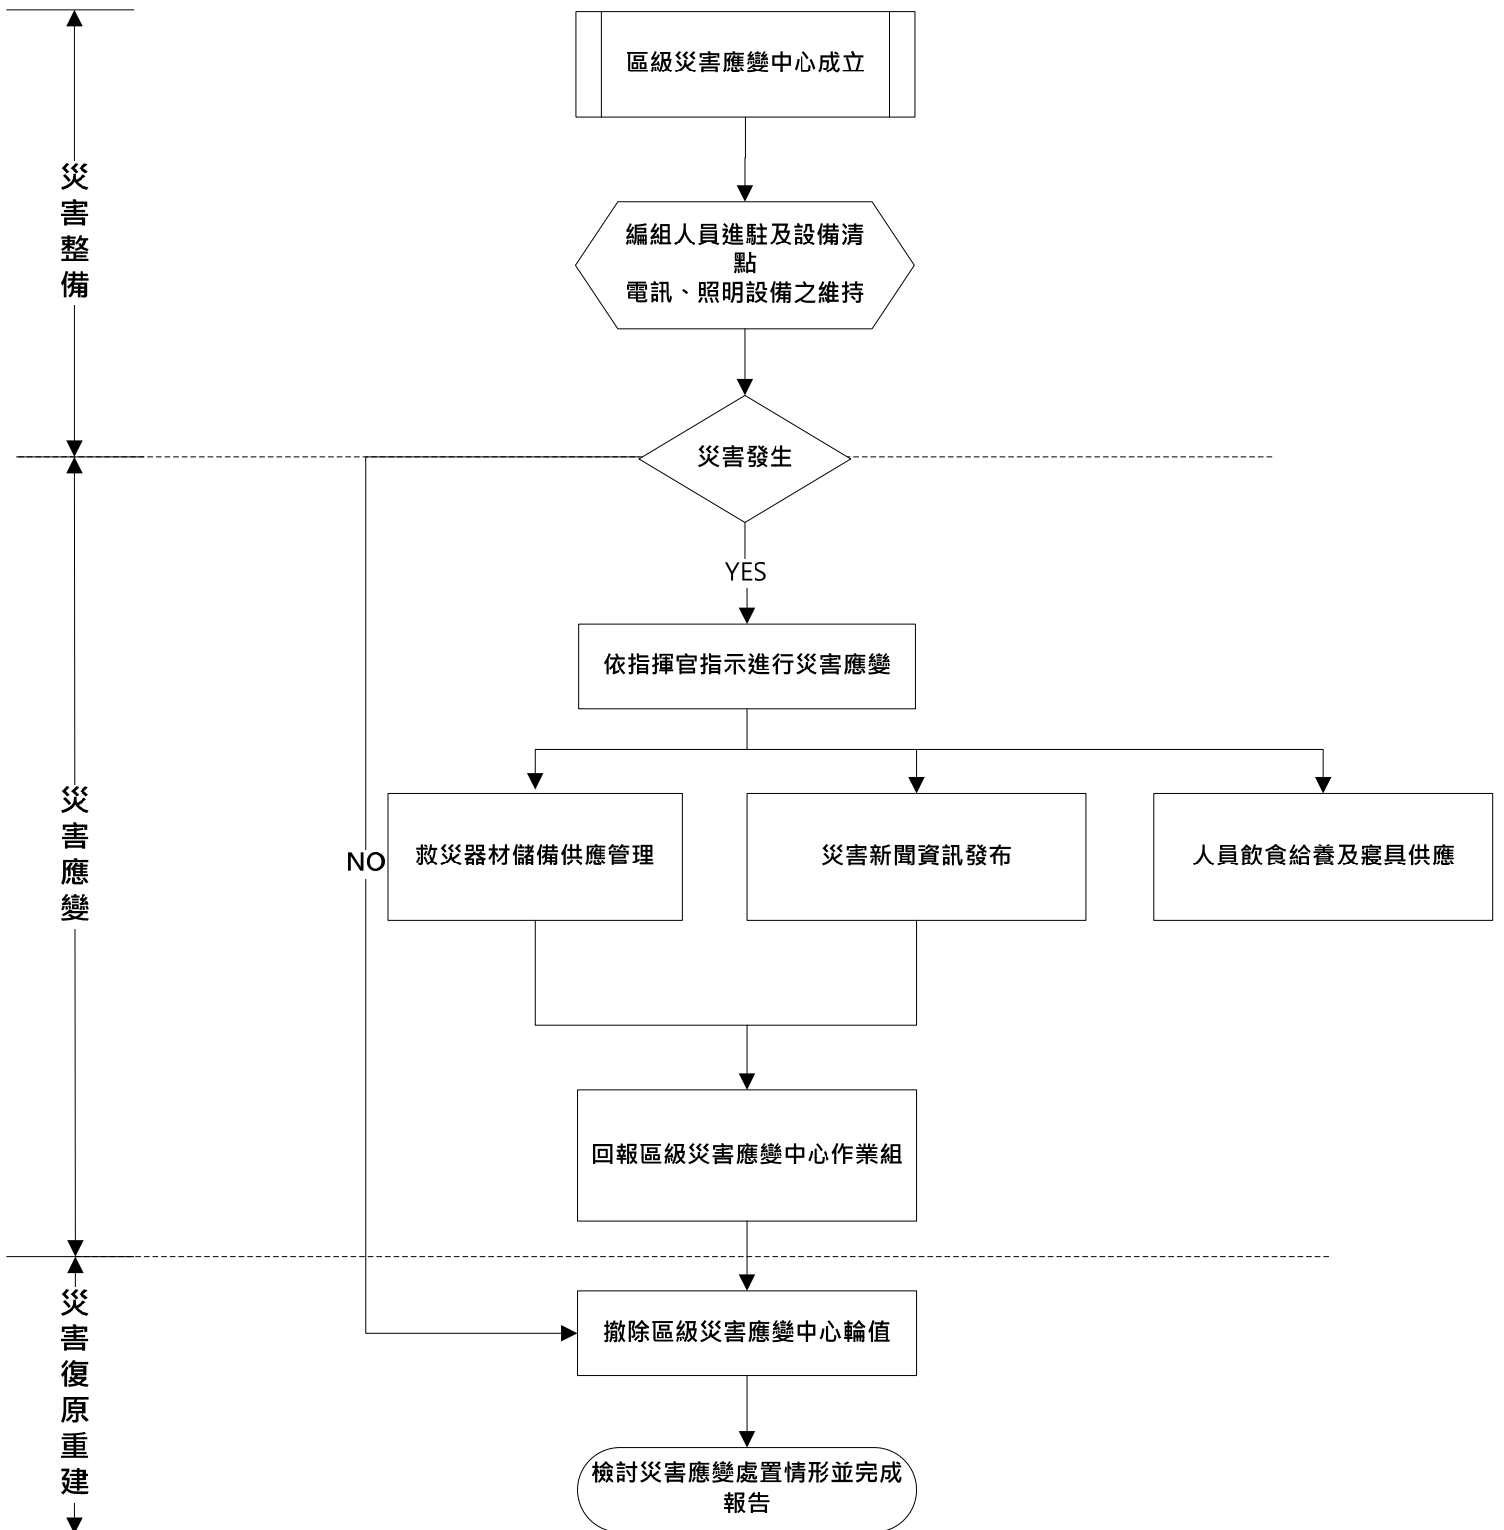 區級災害應變中心成立
災害整備
編組人員進駐及設備清
點
電訊、照明設備之維持
災害發生
YES
依指揮官指示進行災害應變
災害應變
NO
救災器材儲備供應管理
災害新聞資訊發布
人員飲食給養及寢具供應
回報區級災害應變中心作業組
災害復原重建
撤除區級災害應變中心輪值
檢討災害應變處置情形並完成
報告